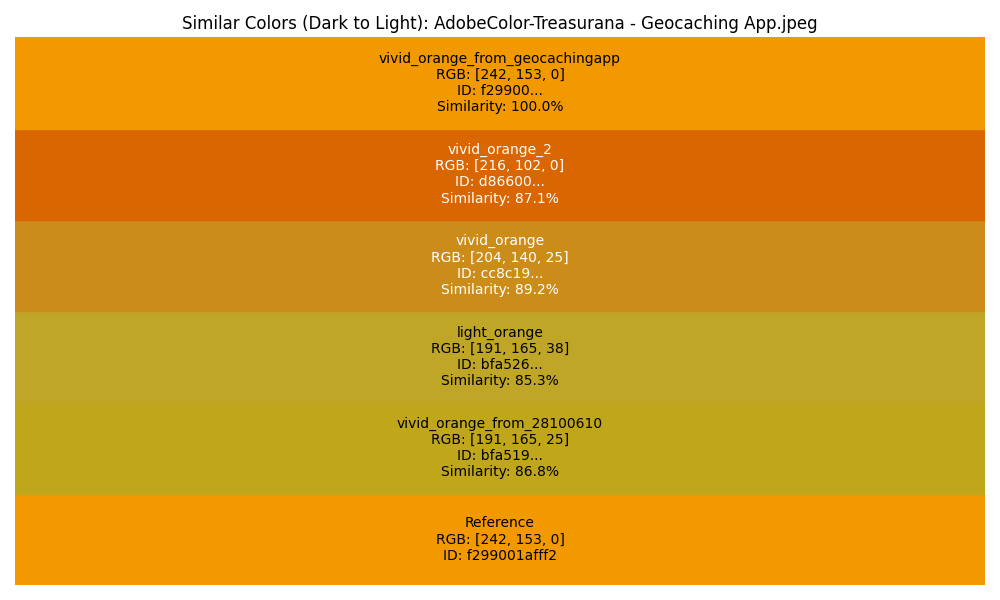 Similar Colors (Dark to Light): AdobeColor-Treasurana - Geocaching App.jpeg
vivid_orange_from_geocachingapp
RGB: [242, 153, 0]
ID: f29900...
Similarity: 100.0%
vivid_orange_2
RGB: [216, 102, 0]
ID: d86600...
Similarity: 87.1%
vivid_orange
RGB: [204, 140, 25]
ID: cc8c19...
Similarity: 89.2%
light_orange
RGB: [191, 165, 38]
ID: bfa526...
Similarity: 85.3%
vivid_orange_from_28100610
RGB: [191, 165, 25]
ID: bfa519...
Similarity: 86.8%
Reference
RGB: [242, 153, 0]
ID: f299001afff2